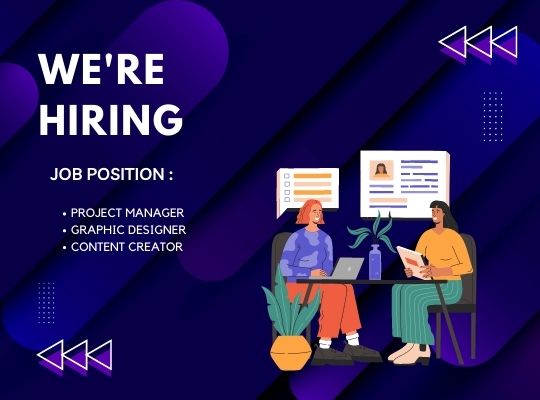 WE'RE
HIRING
JOB POSITION :
• PROJECT MANAGER
• GRAPHIC DESIGNER
• CONTENT CREATOR